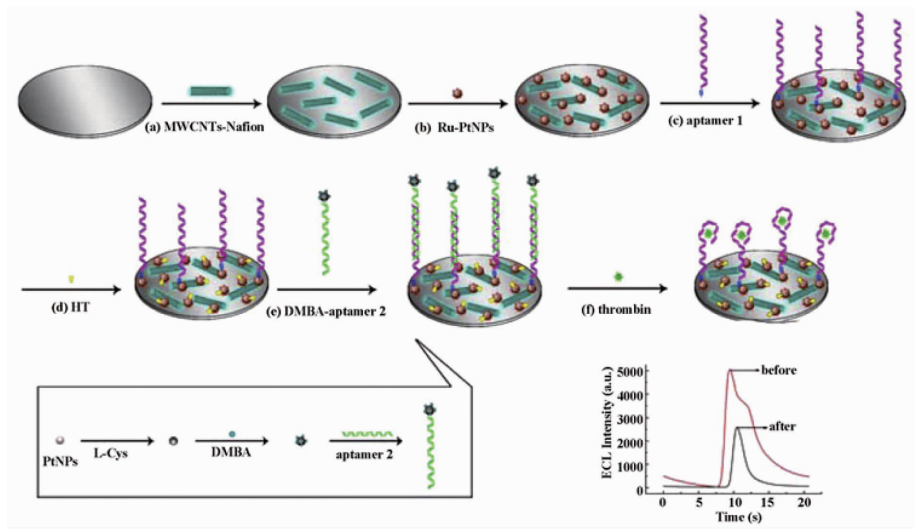 (a) MWCNTs-Nafion
(b) Ru-PtNPs
(c) aptamer 1
(d) HT
(e) DMBA-aptamer 2
(f) thrombin
PtNPs
L-Cys
DMBA
aptamer 2
ECL Intensity (a.u.)
5000
4000
3000
2000
1000
0
before
after
0 5 10 15 20
Time (s)